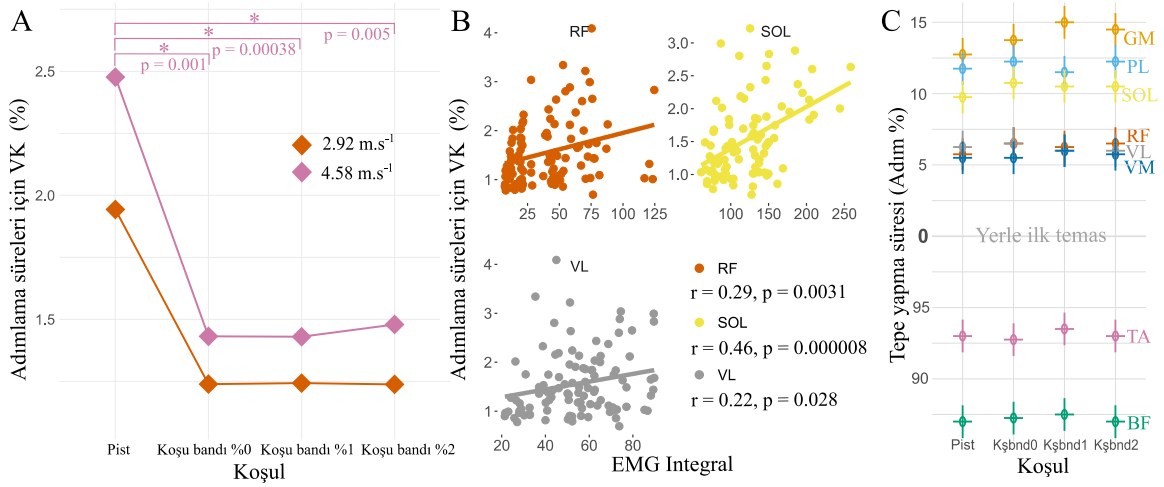 A
Adımlama süreleri için VK (%)
2.5
2.0
1.5
*
p = 0.005
*
p = 0.00038
*
p = 0.001
2.92 m.s⁻¹
4.58 m.s⁻¹
Pist
Koşu bandı %0
Koşu bandı %1
Koşu bandı %2
Koşul
B
Adımlama süreleri için VK (%)
RF
4
3
2
1
25
50
75
100
125
SOL
3.0
2.5
2.0
1.5
1.0
100
150
200
250
VL
4
3
2
1
20
40
60
80
RF
r = 0.29, p = 0.0031
SOL
r = 0.46, p = 0.000008
VL
r = 0.22, p = 0.028
EMG Integral
C
Tepe yapma süresi (Adım %)
15
10
5
0
95
90
GM
PL
SOL
RF
VL
VM
Yerle ilk temas
TA
BF
Pist
Kşbnd0
Kşbnd1
Kşbnd2
Koşul